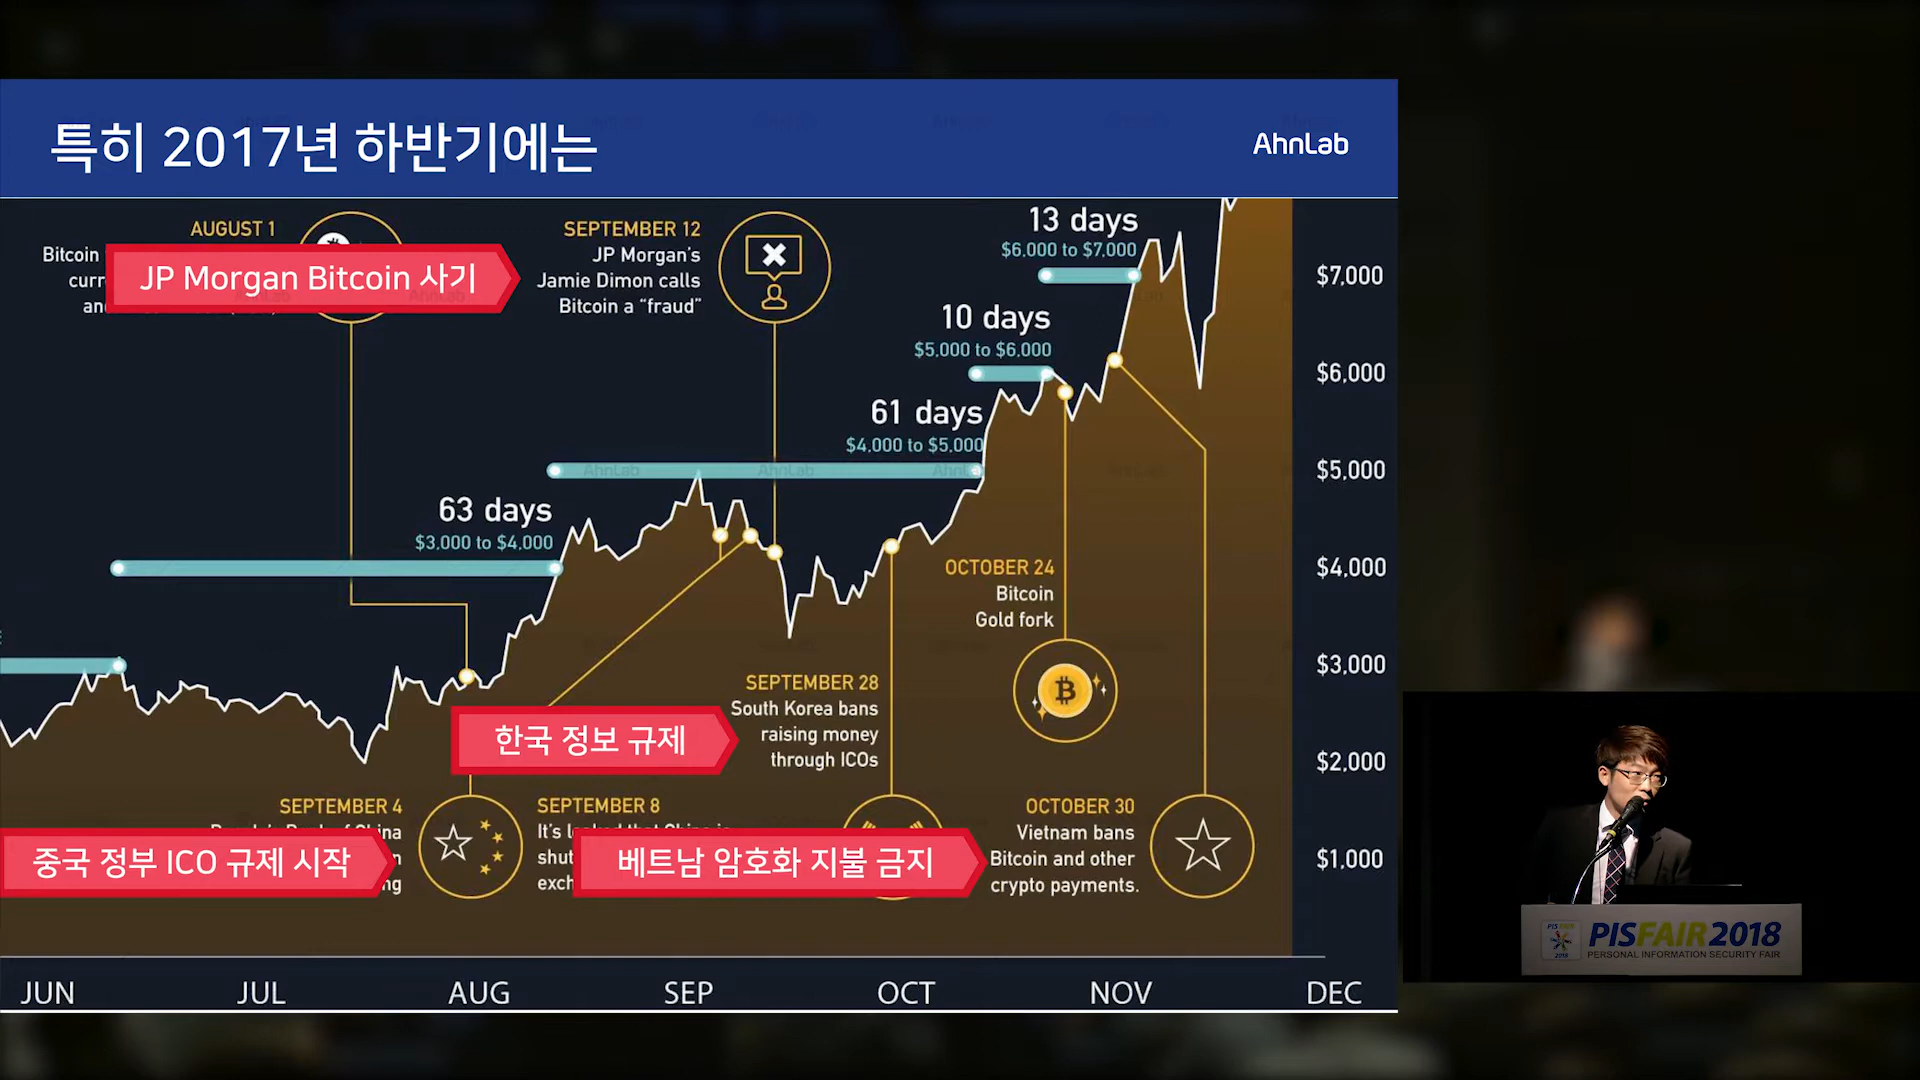 특히 2017년 하반기에는
AhnLab
AUGUST 1
Bitcoin
curr
an
JP Morgan Bitcoin 사기
SEPTEMBER 12
JP Morgan's
Jamie Dimon calls
Bitcoin a “fraud”
13 days
$6,000 to $7,000
10 days
$5,000 to $6,000
61 days
$4,000 to $5,000
63 days
$3,000 to $4,000
OCTOBER 24
Bitcoin
Gold fork
SEPTEMBER 28
South Korea bans
raising money
through ICOs
한국 정보 규제
SEPTEMBER 4
중국 정부 ICO 규제 시작
SEPTEMBER 8
It's
shut
exch
베트남 암호화 지불 금지
OCTOBER 30
Vietnam bans
Bitcoin and other
crypto payments.
$7,000
$6,000
$5,000
$4,000
$3,000
$2,000
$1,000
JUN JUL AUG SEP OCT NOV DEC
PIS FAIR 2018
PISFAIR 2018
PERSONAL INFORMATION SECURITY FAIR